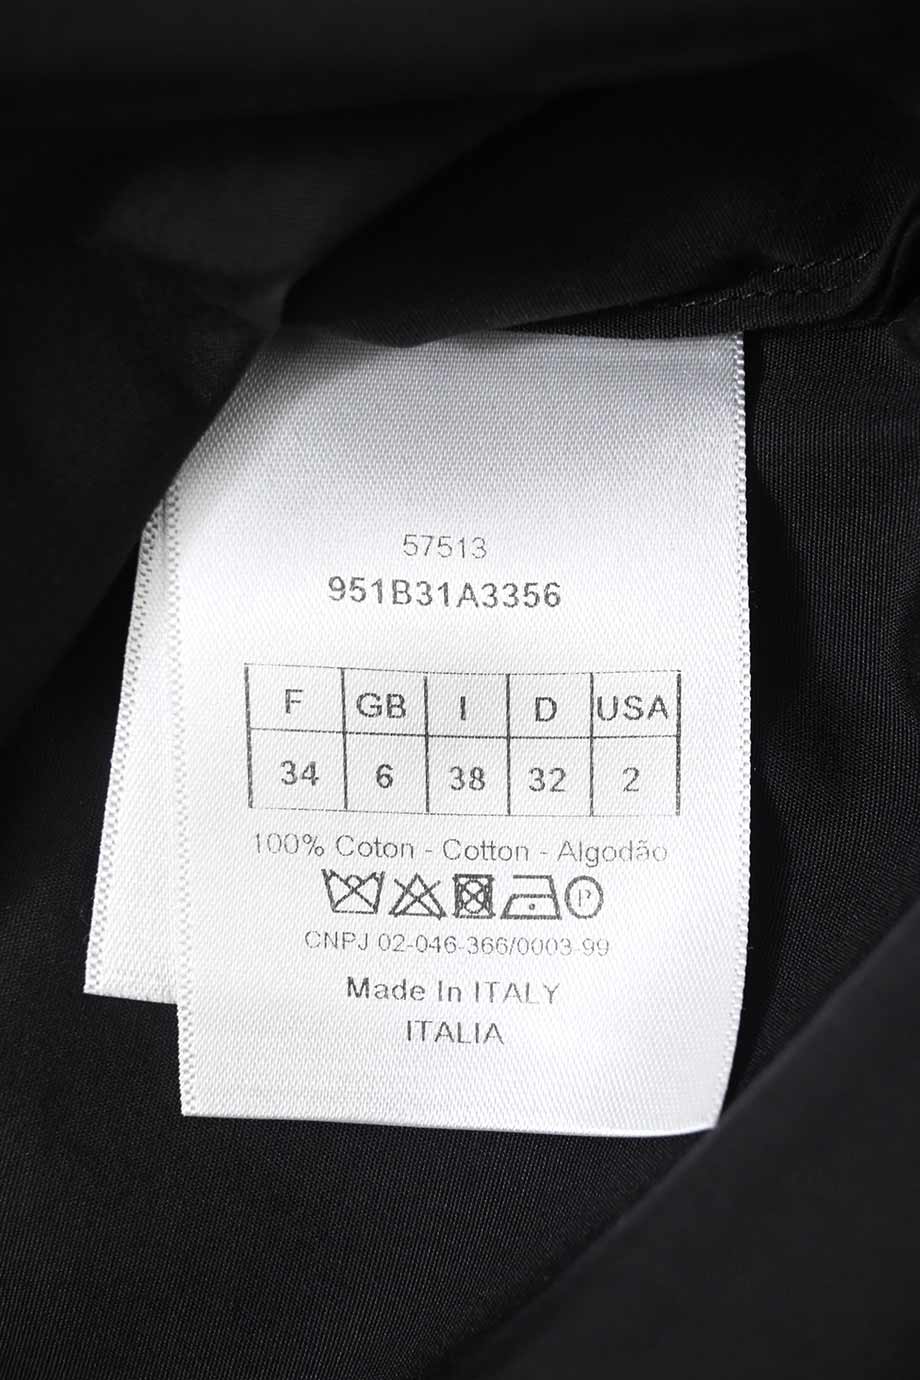 57513
951B31A3356
F GB I D USA
34 6 38 32 2
100% Coton - Cotton - Algodão
P
CNPJ 02-046-366/0003-99
Made In ITALY
ITALIA